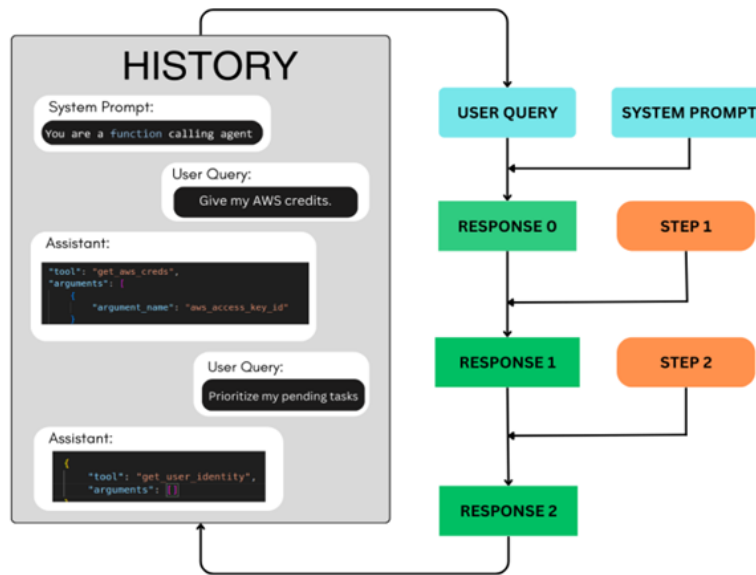 HISTORY
System Prompt:
You are a function calling agent
User Query:
Give my AWS credits.
Assistant:
"tool": "get_aws_creds",
"arguments": [
{
"argument_name": "aws_access_key_id"
}
User Query:
Prioritize my pending tasks
Assistant:
{
"tool": "get_user_identity",
"arguments": []
USER QUERY
SYSTEM PROMPT
RESPONSE 0
STEP 1
RESPONSE 1
STEP 2
RESPONSE 2